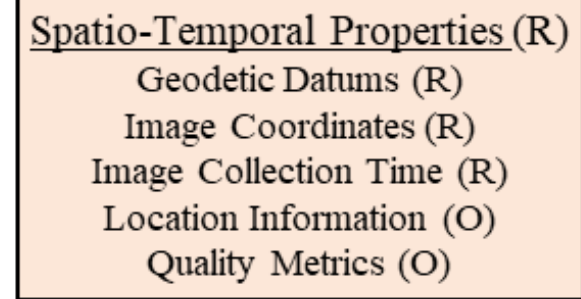 Spatio-Temporal Properties (R)
Geodetic Datums (R)
Image Coordinates (R)
Image Collection Time (R)
Location Information (O)
Quality Metrics (O)